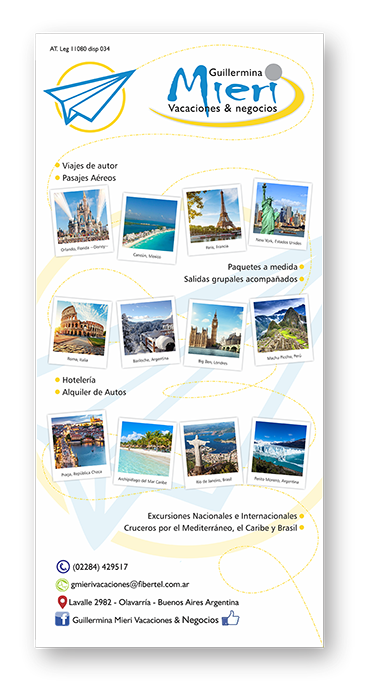 AT. Leg 11080 disp 034
Guillermina
Mieri
Vacaciones & negocios
Viajes de autor
Pasajes Aéreos
Orlando, Florida - Disney
Cancún, Mexico
Paris, Francia
New York, Estados Unidos
Paquetes a medida
Salidas grupales acompañados
Roma, Italia
Bariloche, Argentina
Big Ben, Londres
Machu Picchu, Perú
Hotelería
Alquiler de Autos
Praga, República Checa
Archipielago del Mar Caribe
Rio De Janeiro, Brasil
Perito Moreno, Argentina
Excursiones Nacionales e Internacionales
Cruceros por el Mediterráneo, el Caribe y Brasil
(02284) 429517
gmierivacaciones@fibertel.com.ar
Lavalle 2982 - Olavarría - Buenos Aires Argentina
Guillermina Mieri Vacaciones & Negocios